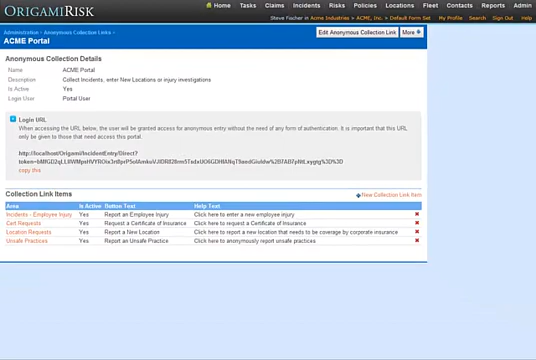 ORIGAMIRISK
Home Tasks Claims Incidents Risks Policies Locations Fleet Contacts Reports Admin
Steve Fischer in Acme Industries > ACME, Inc. > Default Form Set My Profile Search Sign Out Help
Administration › Anonymous Collection Links ›
ACME Portal
Edit Anonymous Collection Link More
Anonymous Collection Details
Name ACME Portal
Description Collect Incidents, enter New Locations or injury investigations
Is Active Yes
Login User Portal User
Login URL
When accessing the URL below, the user will be granted access for anonymous entry without the need of any form of authentication. It is important that this URL
only be given to those that need access this portal.
http://localhost/Origami/IncidentEntry/Direct?
copy this
Collection Link Items
New Collection Link Item
Area Is Active Button Text Help Text
Incidents - Employee Injury Yes Report an Employee Injury Click here to enter a new employee injury
Cert Requests Yes Request a Certificate of Insurance Click here to request a Certificate of Insurance
Location Requests Yes Report a New Location Click here to report a new location that needs to be coverage by corporate insurance
Unsafe Practices Yes Report an Unsafe Practice Click here to anonymously report unsafe practices